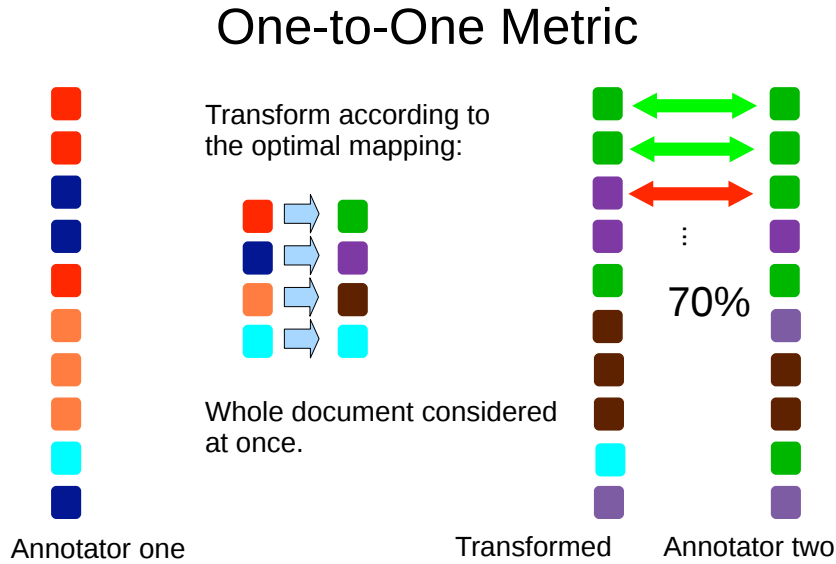 One-to-One Metric
Transform according to
the optimal mapping:
...
70%
Whole document considered
at once.
Annotator one
Transformed
Annotator two